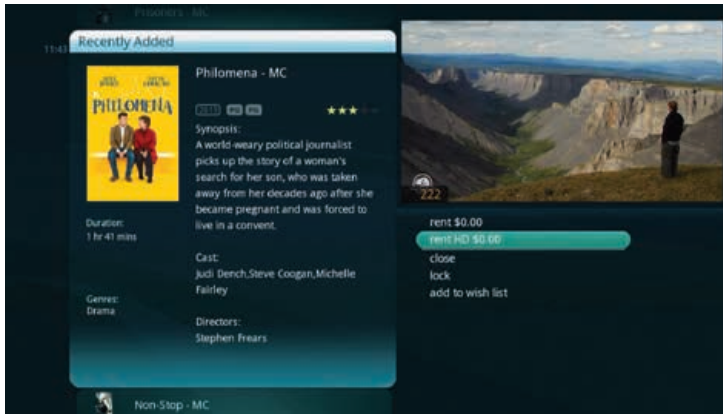 Prisoners - MC
11:43
Recently Added
PHILOMENA
Philomena - MC
PG PG
Synopsis:
A world-weary political journalist
picks up the story of a woman's
search for her son, who was taken
away from her decades ago after she
became pregnant and was forced to
live in a convent.
Duration:
1 hr 41 mins
Cast:
Judi Dench,Steve Coogan,Michelle
Fairley
Genres:
Drama
Directors:
Stephen Frears
Non-Stop - MC
222
rent $0.00
rent HD $0.00
close
lock
add to wish list